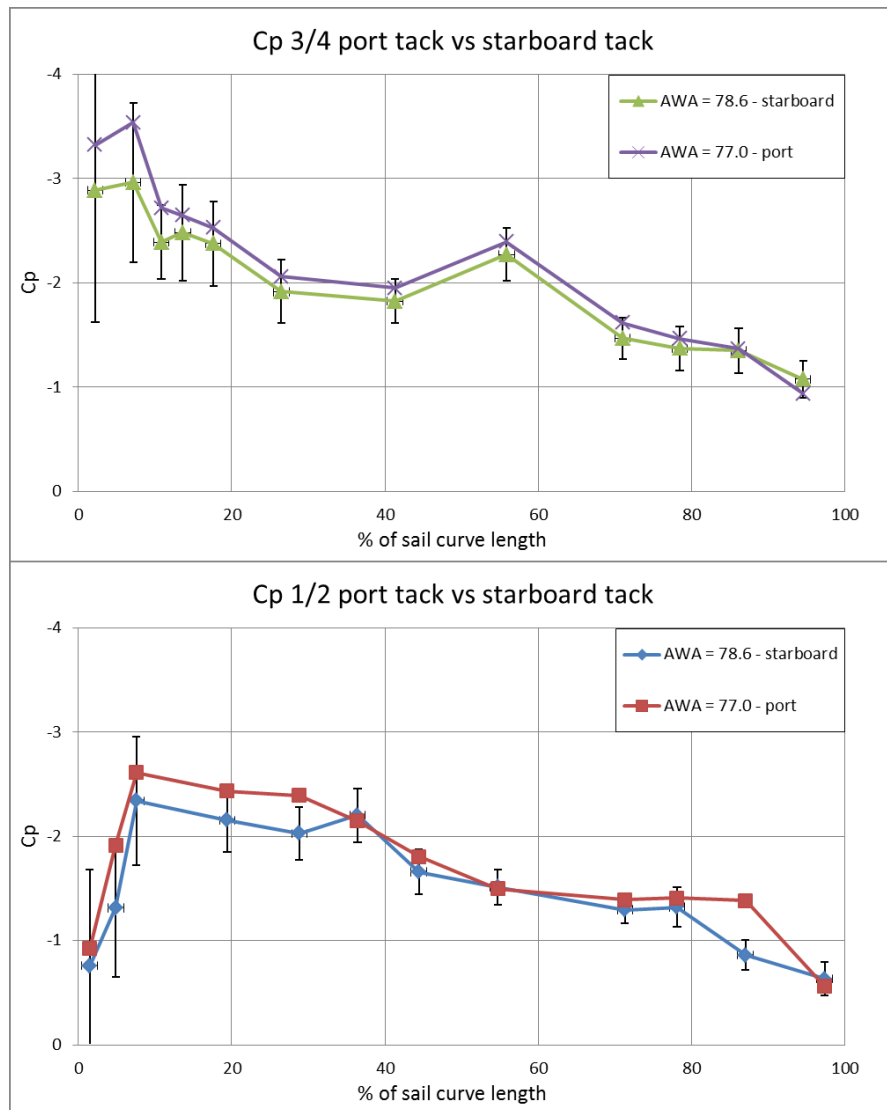 Cp 3/4 port tack vs starboard tack
-4
AWA = 78.6 - starboard
AWA = 77.0 - port
-3
Cp
-2
-1
0
0 20 40 60 80 100
% of sail curve length
Cp 1/2 port tack vs starboard tack
-4
AWA = 78.6 - starboard
AWA = 77.0 - port
-3
Cp
-2
-1
0
0 20 40 60 80 100
% of sail curve length